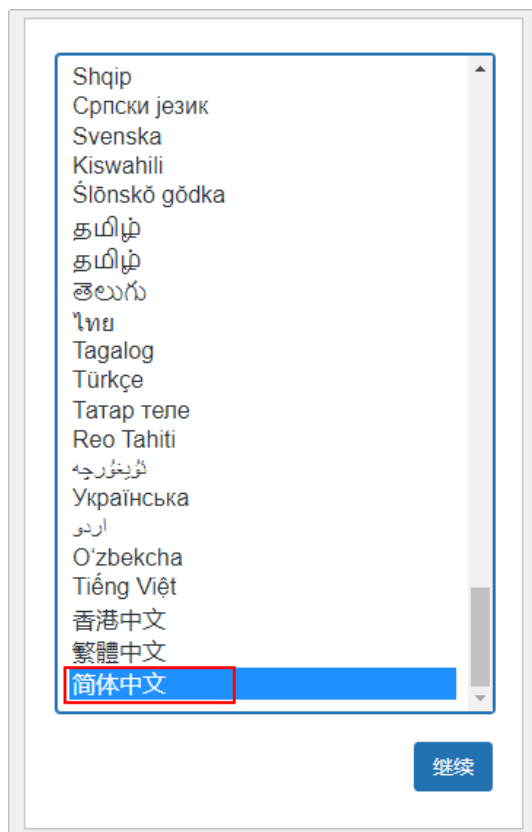 Shqip
Српски језик
Svenska
Kiswahili
Ślōnskŏ gŏdka
தமிழ்
தமிழ்
తెలుగు
ไทย
Tagalog
Türkçe
Татар теле
Reo Tahiti
ئۇيغۇرچە
Українська
اردو
O‘zbekcha
Tiếng Việt
香港中文
繁體中文
简体中文
继续